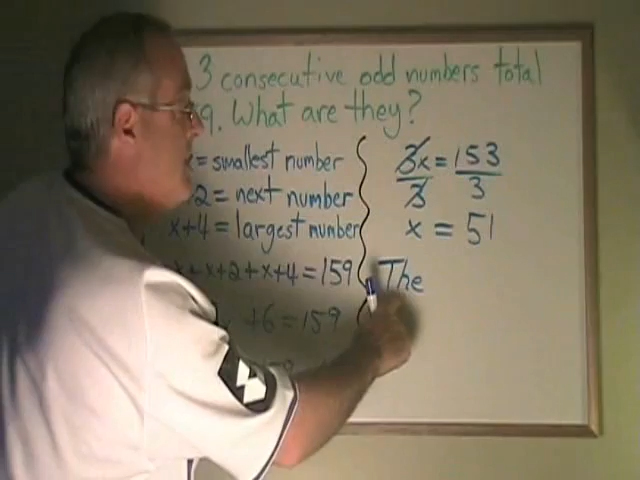 3 consecutive odd numbers total
9. What are they?
= smallest number
2 = next number
x+4 = largest number
x + x+2 + x+4 = 159
+6 = 159
3x = 153
3 3
x = 51
The